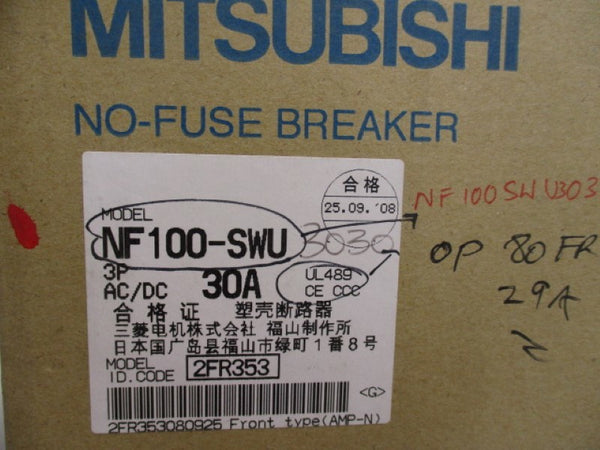 MITSUBISHI
NO-FUSE BREAKER
合格
25.09.'08
MODEL
NF100-SWU
3030
NF100SWUB03
3P
AC/DC 30A
UL489
CE CCC
OP 80FR
29A
合格证 塑壳断路器
三菱电机株式会社 福山制作所
日本国广岛县福山市绿町1番8号
MODEL
ID.CODE 2FR353
<G>
2FR353080925 Front type(AMP-N)